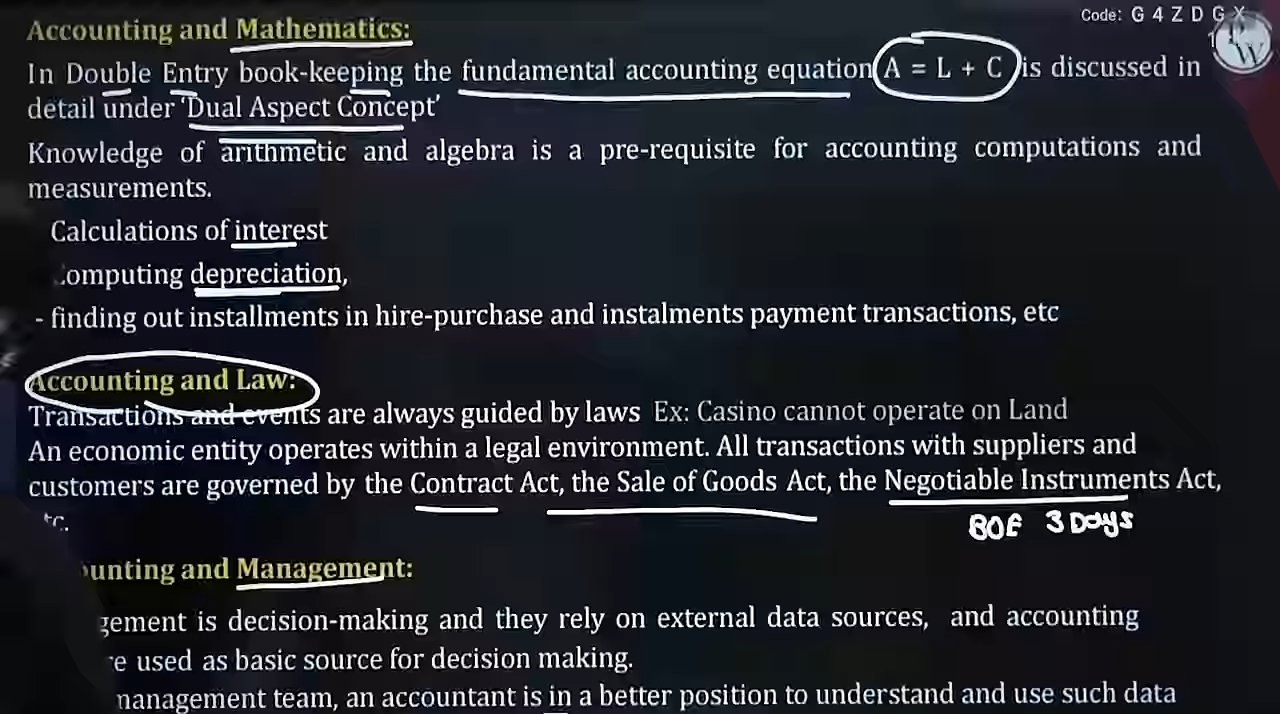 Code: G 4 Z D G X
Accounting and Mathematics:
In Double Entry book-keeping the fundamental accounting equation A = L + C is discussed in
detail under 'Dual Aspect Concept'
Knowledge of arithmetic and algebra is a pre-requisite for accounting computations and
measurements.
Calculations of interest
omputing depreciation,
- finding out installments in hire-purchase and instalments payment transactions, etc
Accounting and Law:
Transactions and events are always guided by laws Ex: Casino cannot operate on Land
An economic entity operates within a legal environment. All transactions with suppliers and
customers are governed by the Contract Act, the Sale of Goods Act, the Negotiable Instruments Act,
tc.
BOE 3 Days
ounting and Management:
gement is decision-making and they rely on external data sources, and accounting
re used as basic source for decision making.
management team, an accountant is in a better position to understand and use such data